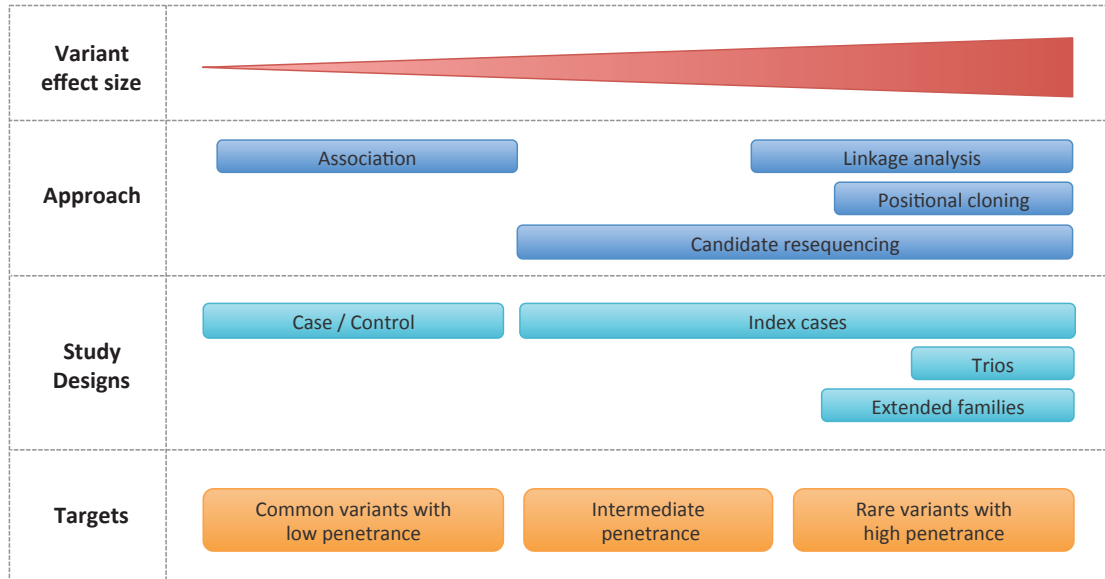 Variant
effect size
Approach
Association
Linkage analysis
Positional cloning
Candidate resequencing
Study
Designs
Case / Control
Index cases
Trios
Extended families
Targets
Common variants with
low penetrance
Intermediate
penetrance
Rare variants with
high penetrance